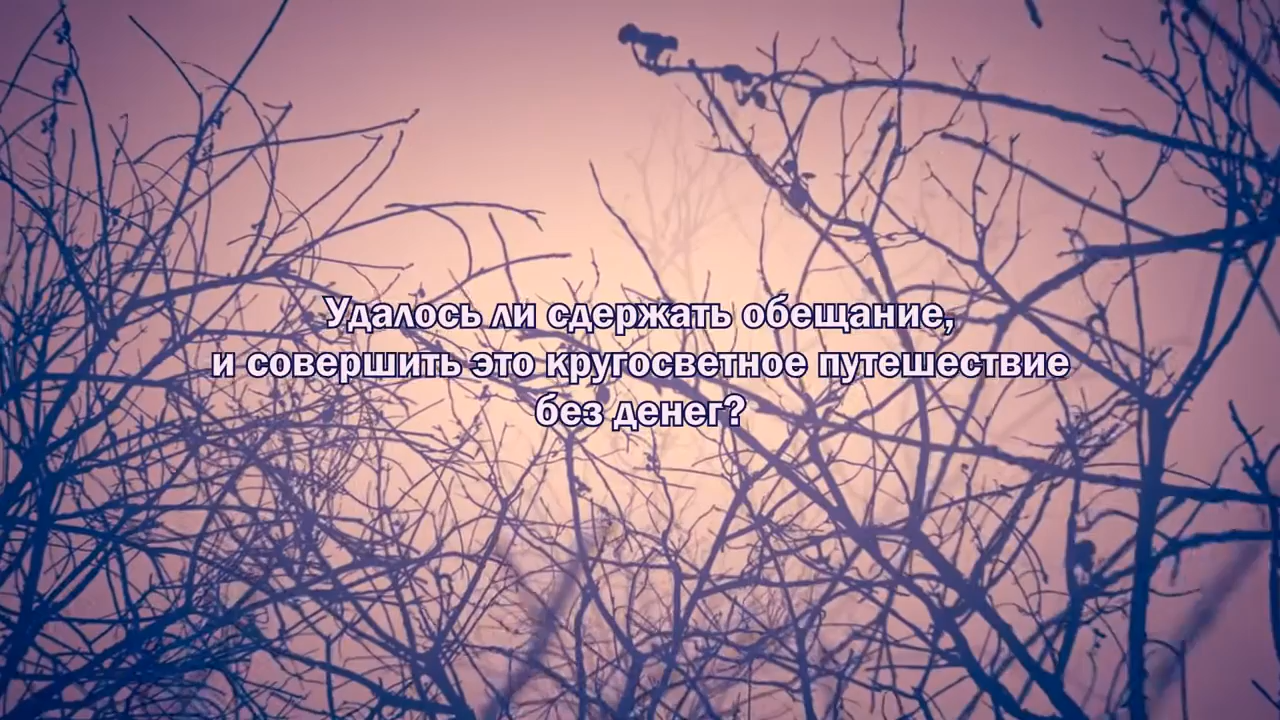 Удалось ли сдержать обещание,
и совершить это кругосветное путешествие
без денег?